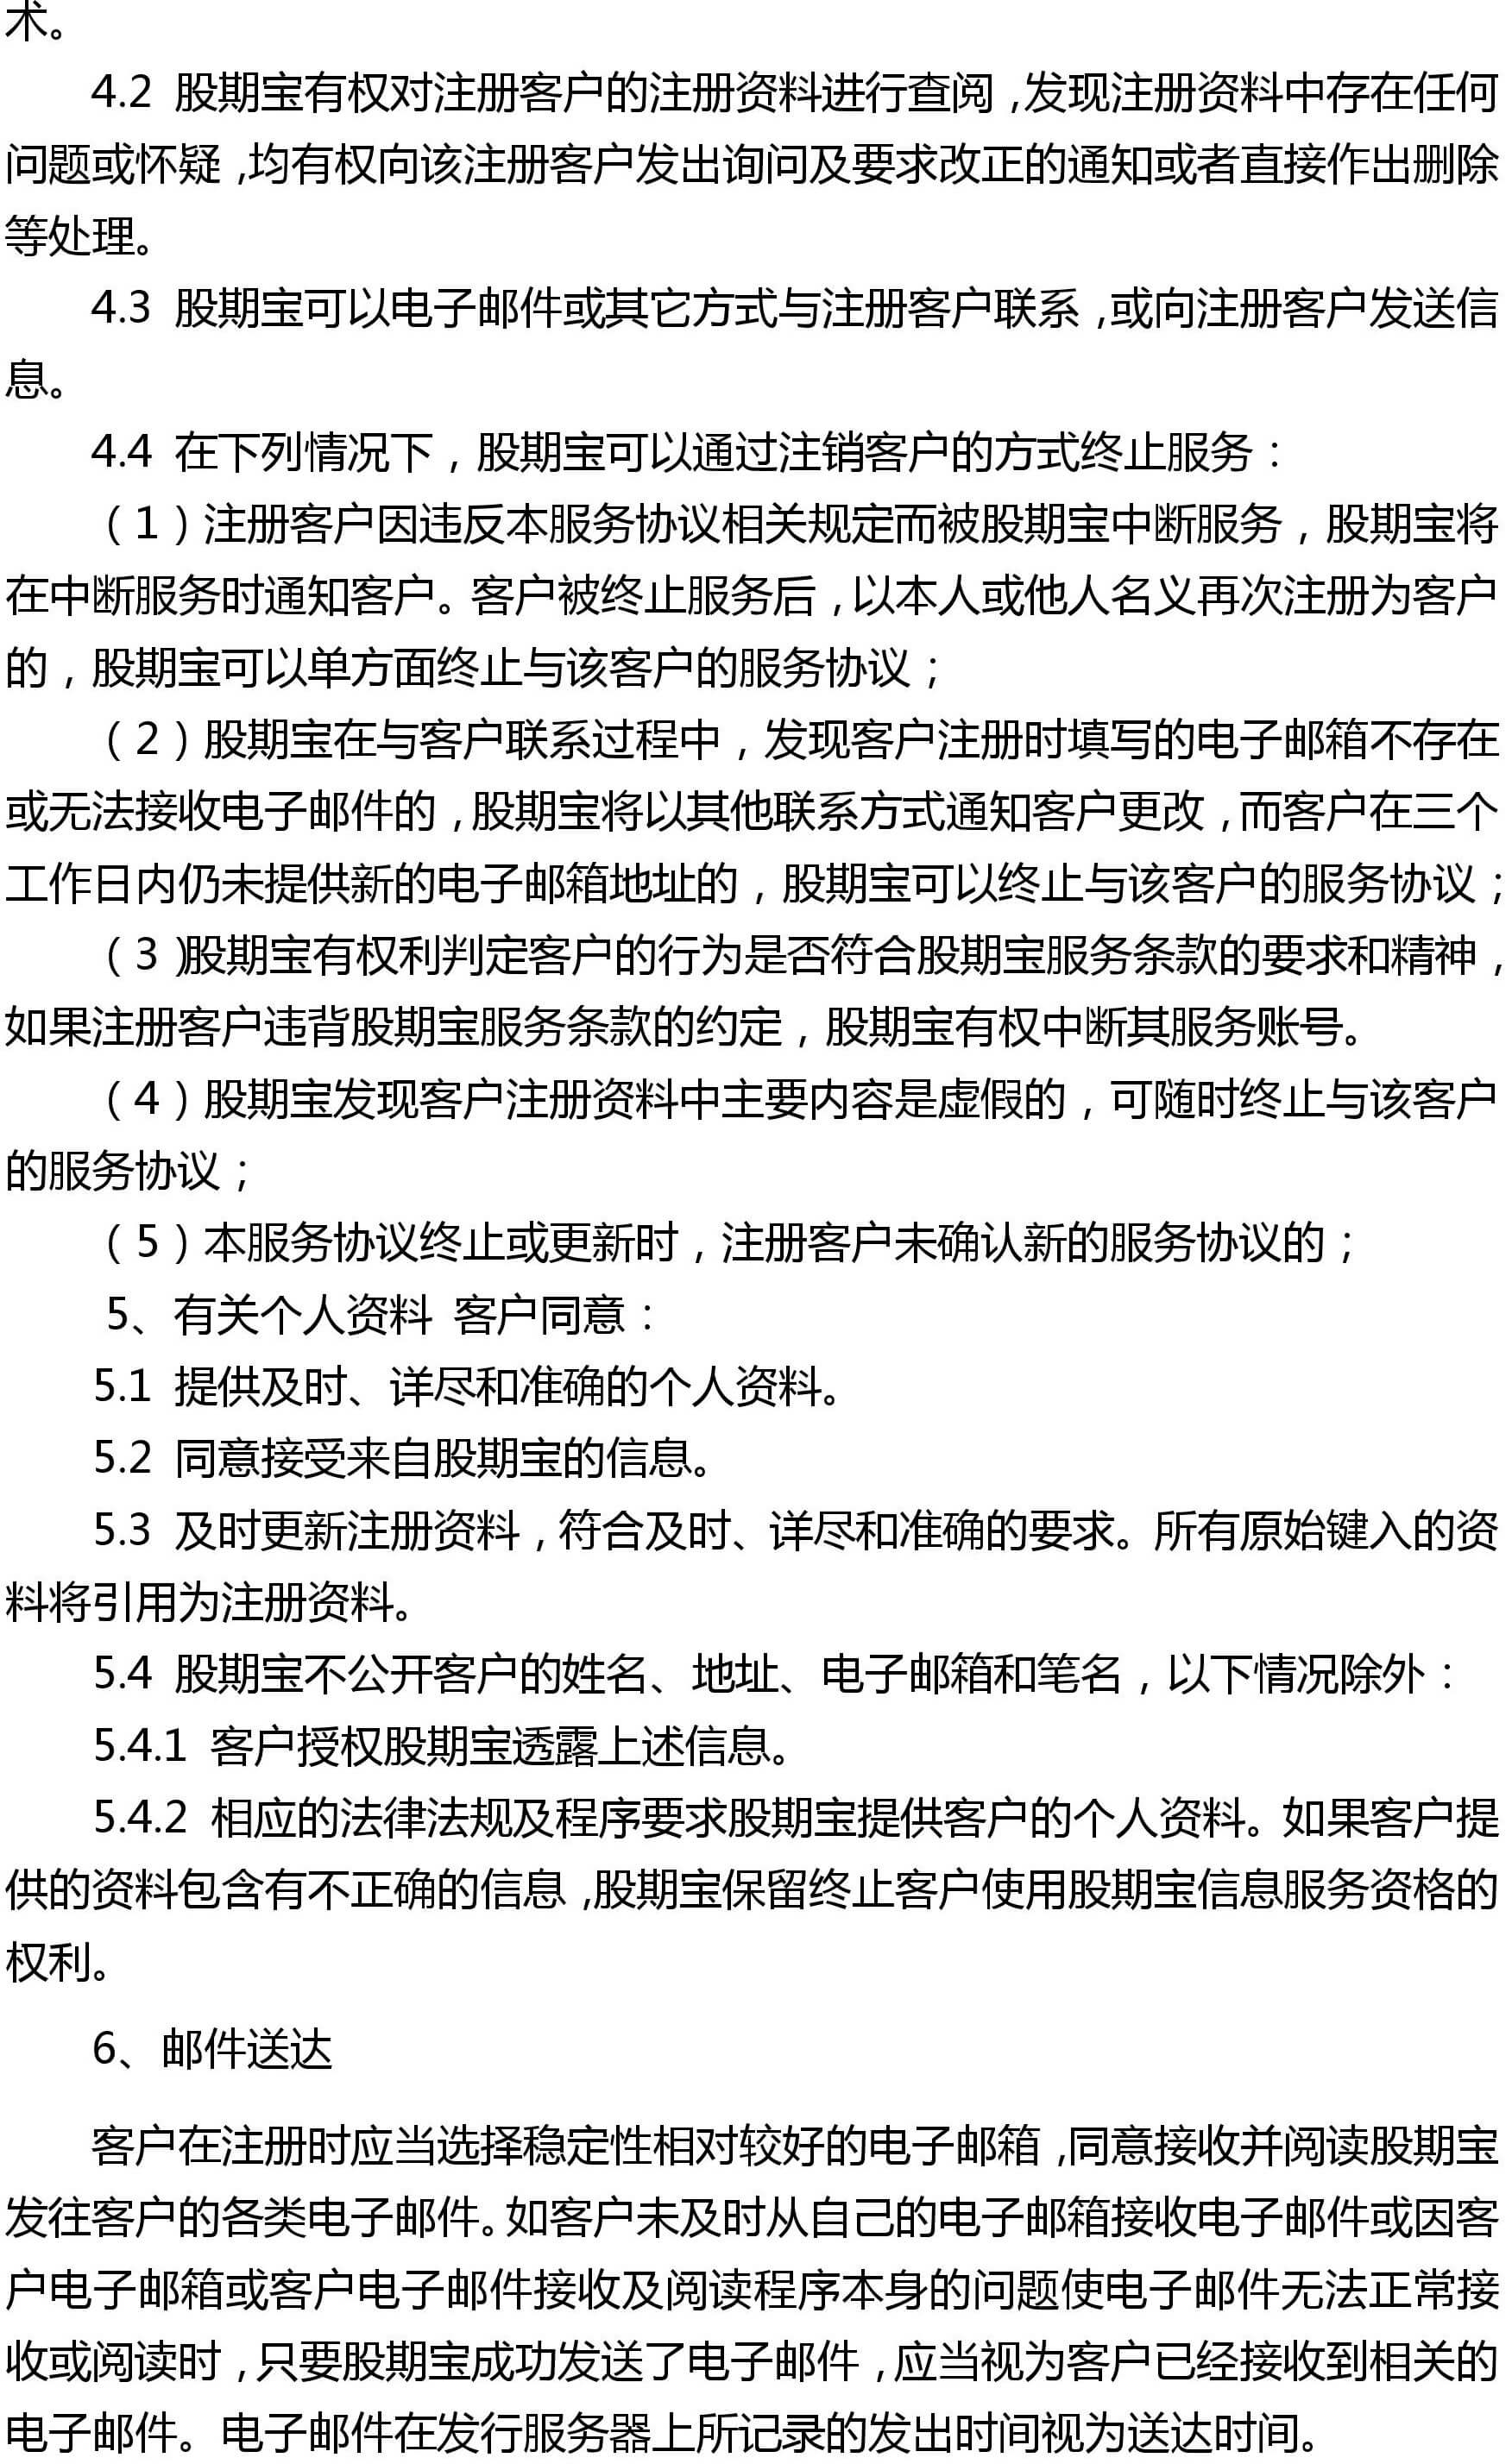 术。
4.2 股期宝有权对注册客户的注册资料进行查阅，发现注册资料中存在任何
问题或怀疑，均有权向该注册客户发出询问及要求改正的通知或者直接作出删除
等处理。
4.3 股期宝可以电子邮件或其它方式与注册客户联系，或向注册客户发送信
息。
4.4 在下列情况下，股期宝可以通过注销客户的方式终止服务：
（1）注册客户因违反本服务协议相关规定而被股期宝中断服务，股期宝将
在中断服务时通知客户。客户被终止服务后，以本人或他人名义再次注册为客户
的，股期宝可以单方面终止与该客户的服务协议；
（2）股期宝在与客户联系过程中，发现客户注册时填写的电子邮箱不存在
或无法接收电子邮件的，股期宝将以其他联系方式通知客户更改，而客户在三个
工作日内仍未提供新的电子邮箱地址的，股期宝可以终止与该客户的服务协议；
（3）股期宝有权利判定客户的行为是否符合股期宝服务条款的要求和精神，
如果注册客户违背股期宝服务条款的约定，股期宝有权中断其服务账号。
（4）股期宝发现客户注册资料中主要内容是虚假的，可随时终止与该客户
的服务协议；
（5）本服务协议终止或更新时，注册客户未确认新的服务协议的；
5、有关个人资料 客户同意：
5.1 提供及时、详尽和准确的个人资料。
5.2 同意接受来自股期宝的信息。
5.3 及时更新注册资料，符合及时、详尽和准确的要求。所有原始键入的资
料将引用为注册资料。
5.4 股期宝不公开客户的姓名、地址、电子邮箱和笔名，以下情况除外：
5.4.1 客户授权股期宝透露上述信息。
5.4.2 相应的法律法规及程序要求股期宝提供客户的个人资料。如果客户提
供的资料包含有不正确的信息，股期宝保留终止客户使用股期宝信息服务资格的
权利。
6、邮件送达
客户在注册时应当选择稳定性相对较好的电子邮箱，同意接收并阅读股期宝
发往客户的各类电子邮件。如客户未及时从自己的电子邮箱接收电子邮件或因客
户电子邮箱或客户电子邮件接收及阅读程序本身的问题使电子邮件无法正常接
收或阅读时，只要股期宝成功发送了电子邮件，应当视为客户已经接收到相关的
电子邮件。电子邮件在发行服务器上所记录的发出时间视为送达时间。